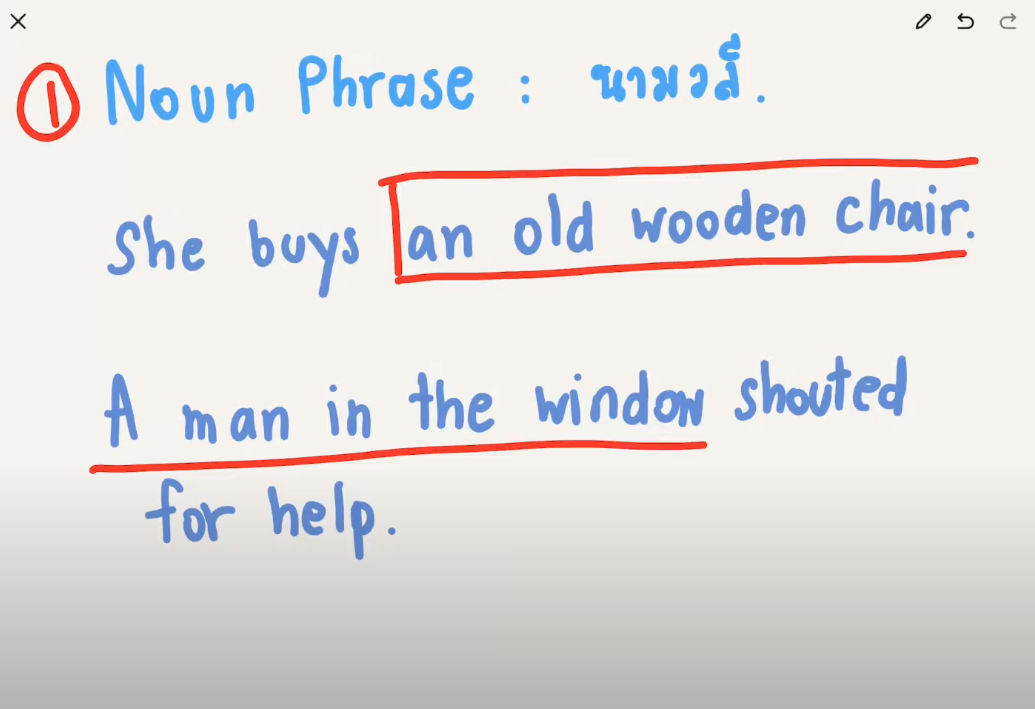 ① Noun Phrase : นามวลี.
She buys an old wooden chair.
A man in the window shouted
for help.